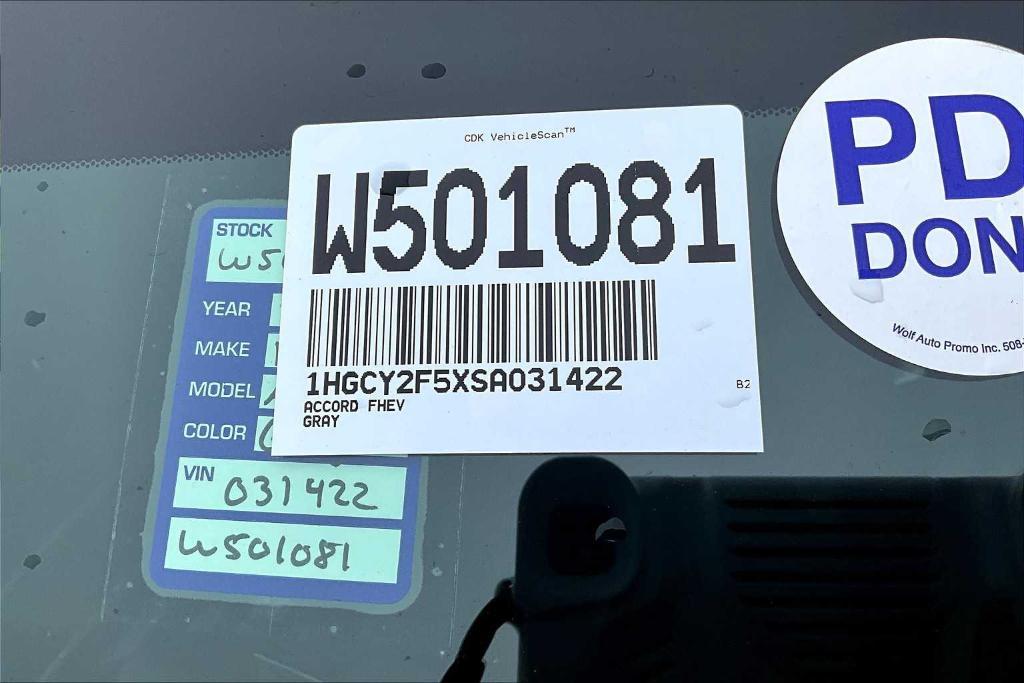 CDK VehicleScan™
W501081
1HGCY2F5XSA031422
ACCORD FHEV
GRAY
B2
STOCK
W5
YEAR
MAKE
MODEL
COLOR
VIN
031422
W501081
PD
DON
Wolf Auto Promo Inc. 508-